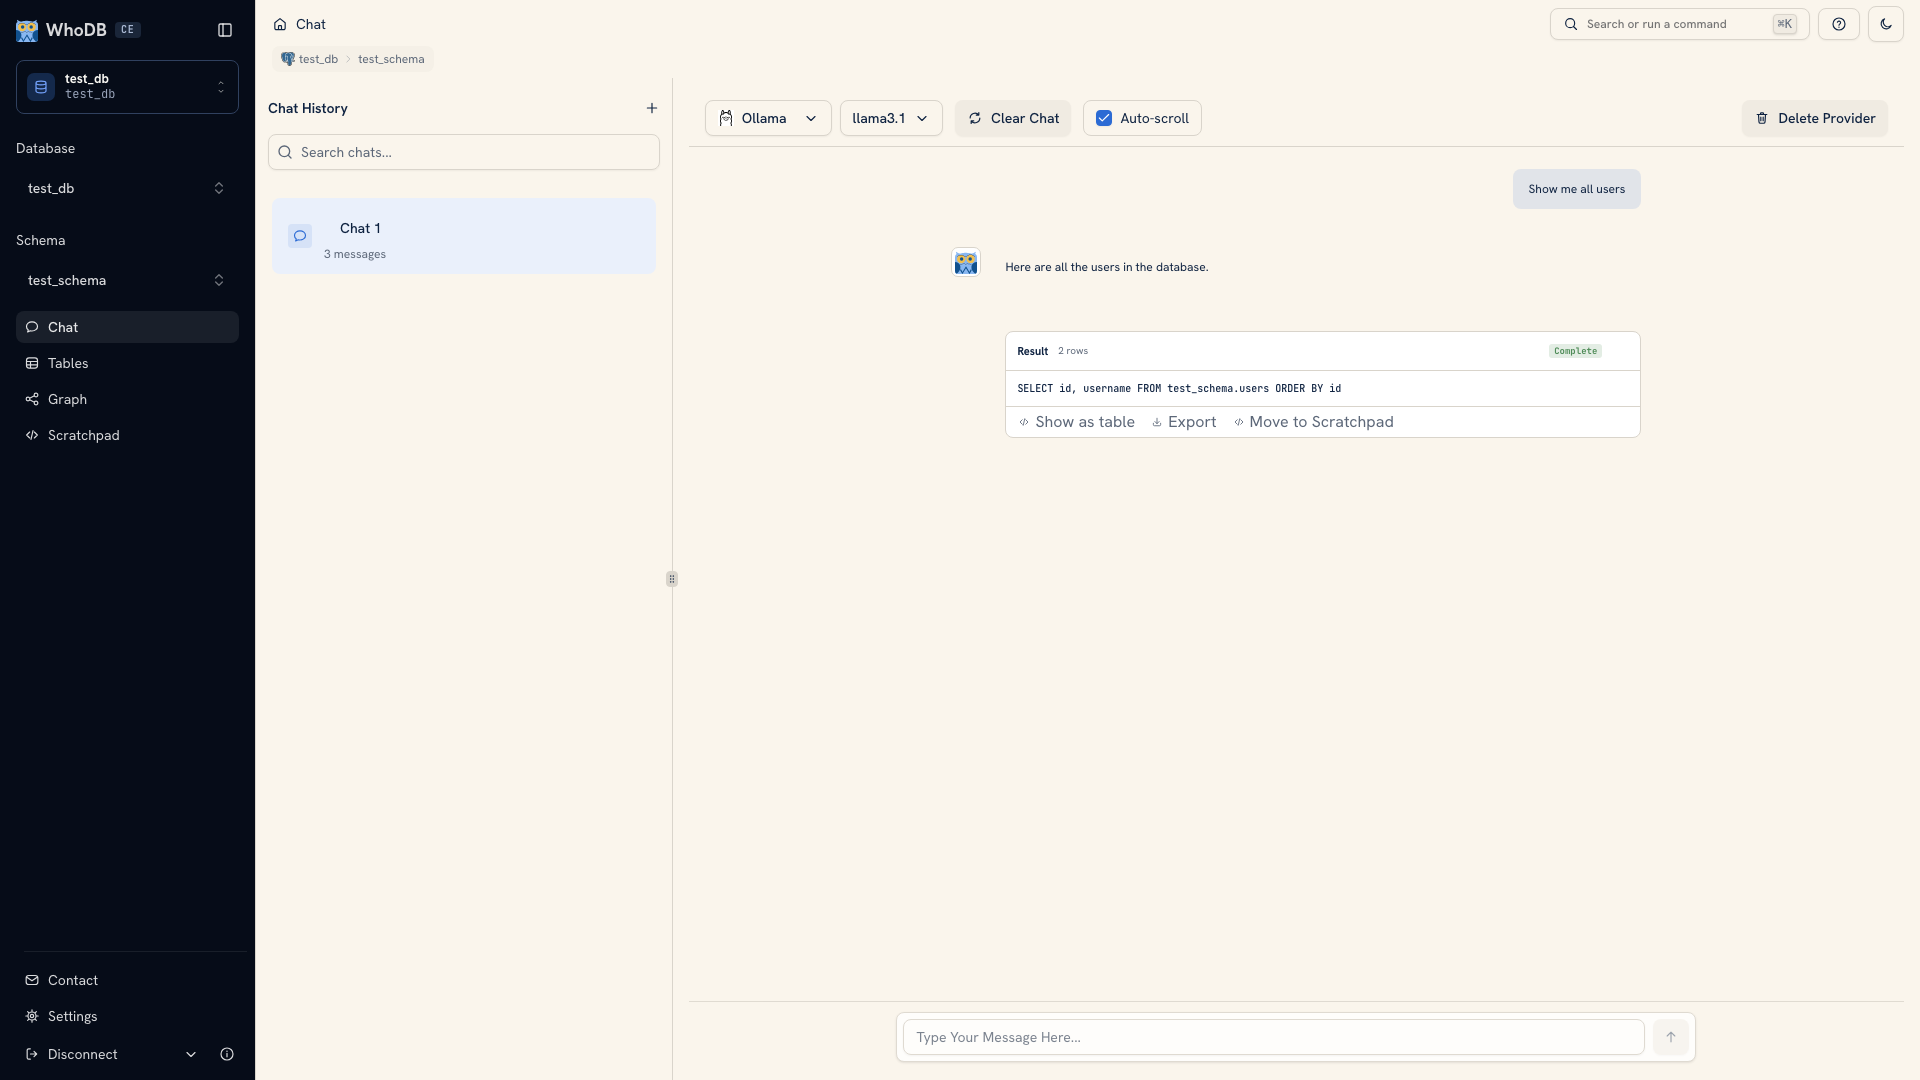 WhoDB CE
test_db
test_db
Database
test_db
Schema
test_schema
Chat
Tables
Graph
Scratchpad
Contact
Settings
Disconnect
Chat
test_db > test_schema
Search or run a command ⌘K
Chat History
Search chats...
Chat 1
3 messages
Ollama
llama3.1
Clear Chat
Auto-scroll
Delete Provider
Show me all users
Here are all the users in the database.
Result 2 rows Complete
SELECT id, username FROM test_schema.users ORDER BY id
Show as table Export Move to Scratchpad
Type Your Message Here...